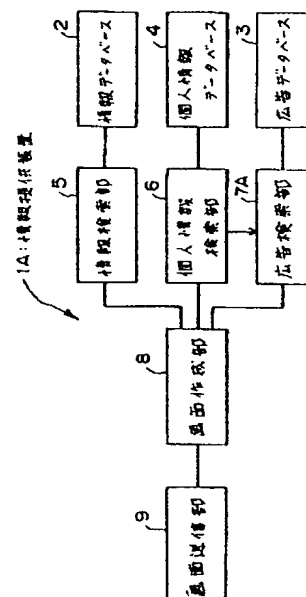 1A:情報提供装置
2
情報データベース
4
個人情報
データベース
3
広告データベース
5
情報検索部
6
個人情報
検索部
7A
広告検索部
8
画面作成部
9
画面送信部